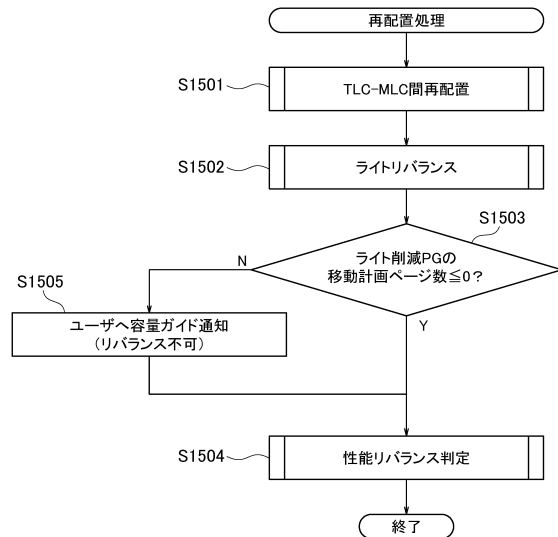 再配置処理
S1501
TLC-MLC間再配置
S1502
ライトリバランス
S1503
ライト削減PGの
移動計画ページ数≦0?
N
Y
S1505
ユーザへ容量ガイド通知
(リバランス不可)
S1504
性能リバランス判定
終了